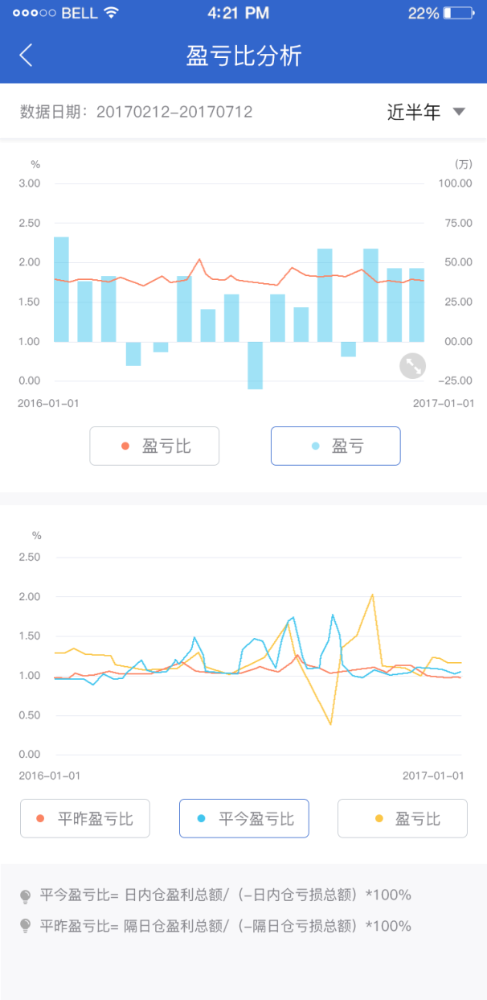 BELL 4:21 PM 22%
盈亏比分析
数据日期：20170212-20170712 近半年
% (万)
3.00 100.00
2.50 75.00
2.00 50.00
1.50 25.00
1.00 00.00
0.00 -25.00
2016-01-01 2017-01-01
盈亏比 盈亏
%
2.50
2.00
1.50
1.00
0.50
0.00
2016-01-01 2017-01-01
平昨盈亏比 平今盈亏比 盈亏比
平今盈亏比= 日内仓盈利总额/（-日内仓亏损总额）*100%
平昨盈亏比= 隔日仓盈利总额/（-隔日仓亏损总额）*100%